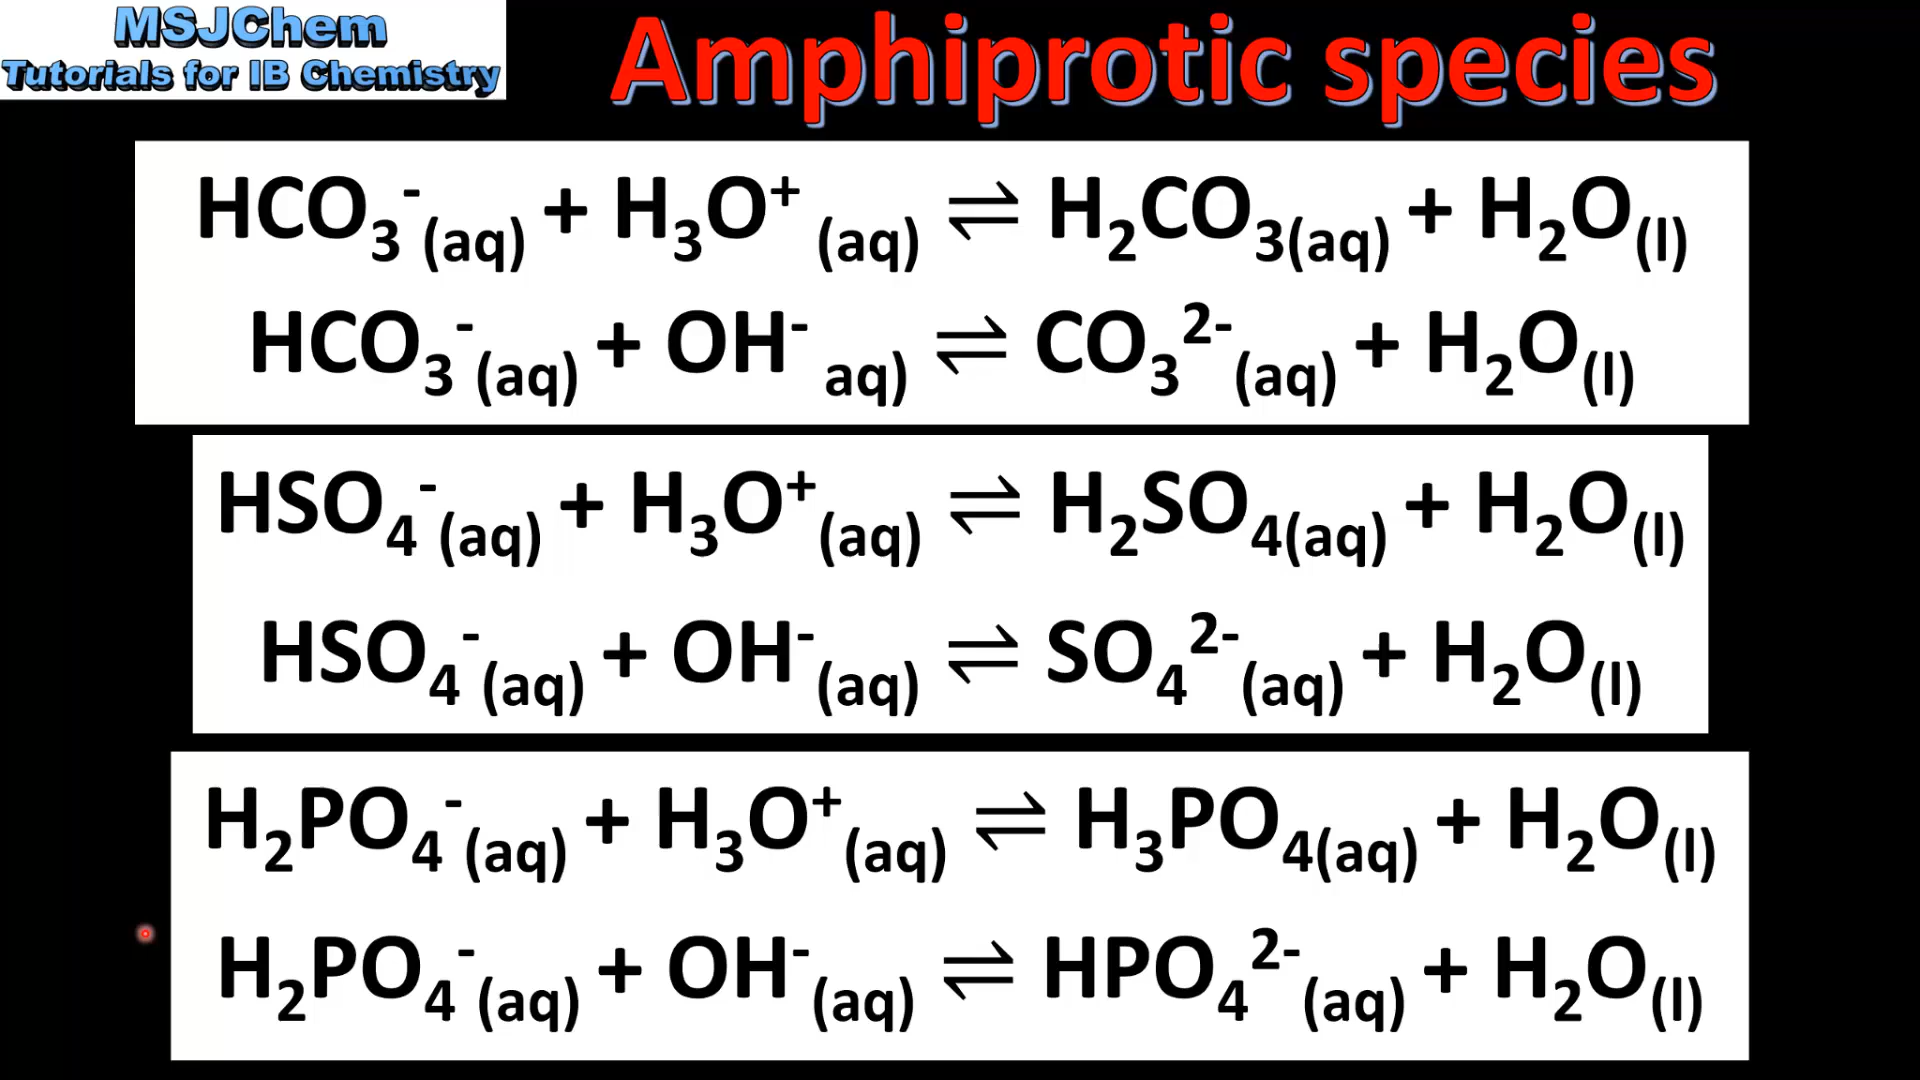 MSJChem
Tutorials for IB Chemistry
Amphiprotic species
HCO₃⁻(aq) + H₃O⁺ (aq) ⇌ H₂CO₃(aq) + H₂O(l)
HCO₃⁻(aq) + OH⁻ aq) ⇌ CO₃²⁻(aq) + H₂O(l)
HSO₄⁻(aq) + H₃O⁺(aq) ⇌ H₂SO₄(aq) + H₂O(l)
HSO₄⁻(aq) + OH⁻(aq) ⇌ SO₄²⁻(aq) + H₂O(l)
H₂PO₄⁻(aq) + H₃O⁺(aq) ⇌ H₃PO₄(aq) + H₂O(l)
H₂PO₄⁻(aq) + OH⁻(aq) ⇌ HPO₄²⁻(aq) + H₂O(l)